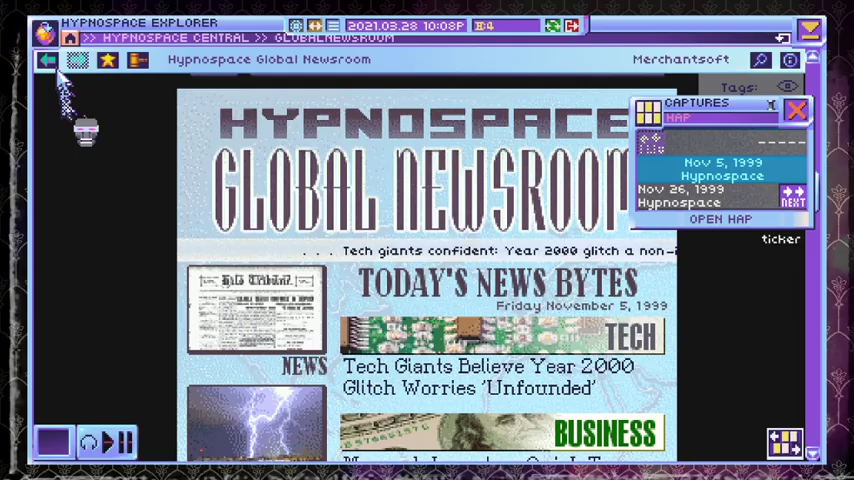 HYPNOSPACE EXPLORER
2021.03.28 10:08P
>> HYPNOSPACE CENTRAL >> GLOBALNEWSROOM
Hypnospace Global Newsroom
Merchantsoft
Tags:
CAPTURES
MAP
------
Nov 5, 1999
Hypnospace
Nov 26, 1999
Hypnospace
NEXT
OPEN MAP
ticker
HYPNOSPACE
GLOBAL NEWSROOM
. . . Tech giants confident: Year 2000 glitch a non-i
TODAY'S NEWS BYTES
Friday November 5, 1999
NEWS
TECH
Tech Giants Believe Year 2000
Glitch Worries 'Unfounded'
BUSINESS